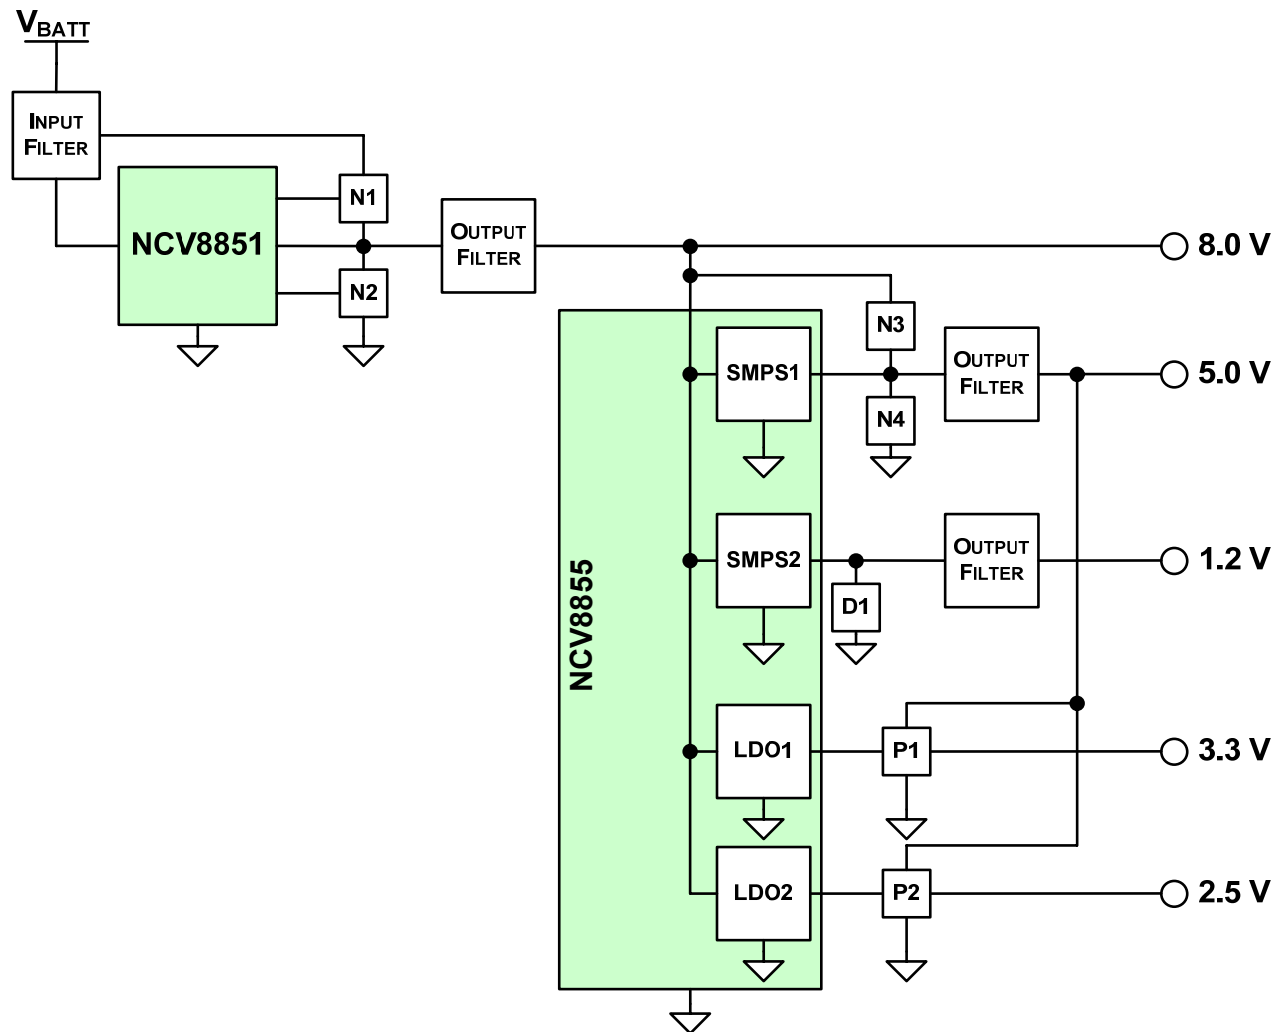 VBATT
INPUT
FILTER
NCV8851
N1
N2
OUTPUT
FILTER
8.0 V
NCV8855
SMPS1
N3
N4
OUTPUT
FILTER
5.0 V
SMPS2
D1
OUTPUT
FILTER
1.2 V
LDO1
P1
3.3 V
LDO2
P2
2.5 V